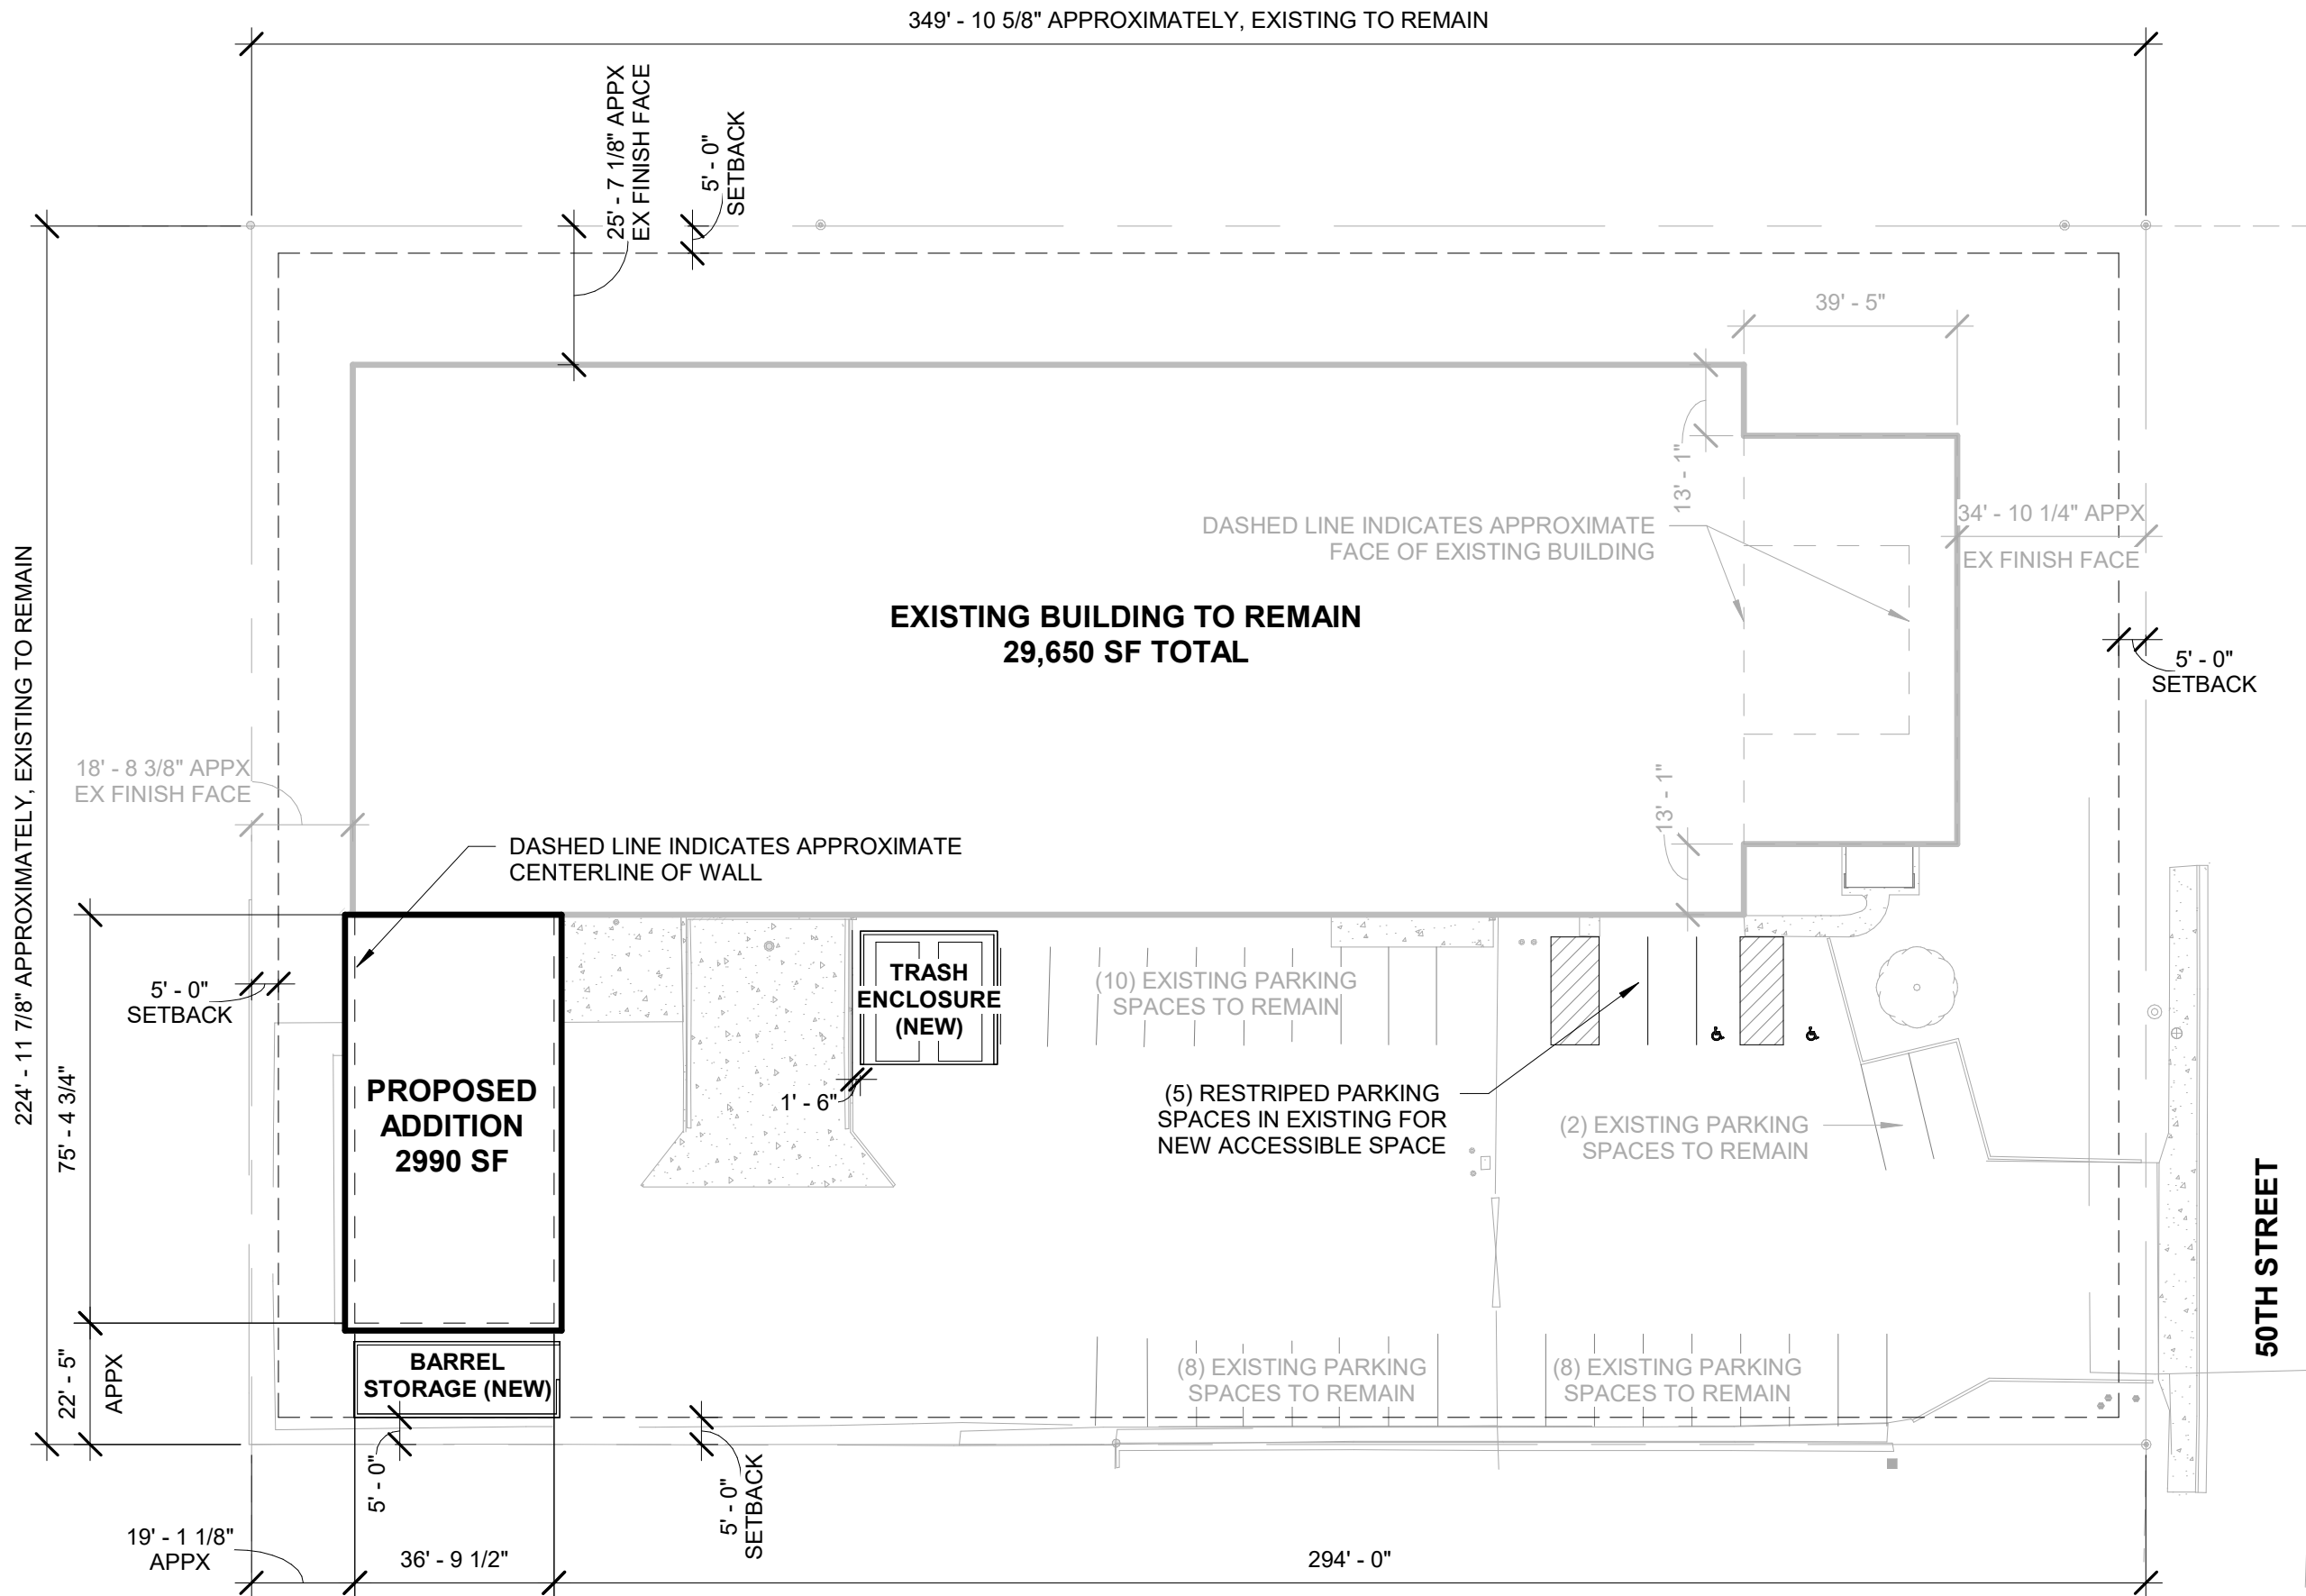 349' - 10 5/8" APPROXIMATELY, EXISTING TO REMAIN
25' - 7 1/8" APPX
EX FINISH FACE
5' - 0"
SETBACK
39' - 5"
13' - 1"
DASHED LINE INDICATES APPROXIMATE
FACE OF EXISTING BUILDING
34' - 10 1/4" APPX
EX FINISH FACE
EXISTING BUILDING TO REMAIN
29,650 SF TOTAL
5' - 0"
SETBACK
224' - 11 7/8" APPROXIMATELY, EXISTING TO REMAIN
18' - 8 3/8" APPX
EX FINISH FACE
13' - 1"
DASHED LINE INDICATES APPROXIMATE
CENTERLINE OF WALL
5' - 0"
SETBACK
TRASH
ENCLOSURE
(NEW)
(10) EXISTING PARKING
SPACES TO REMAIN
75' - 4 3/4"
PROPOSED
ADDITION
2990 SF
1' - 6"
(5) RESTRIPED PARKING
SPACES IN EXISTING FOR
NEW ACCESSIBLE SPACE
(2) EXISTING PARKING
SPACES TO REMAIN
50TH STREET
22' - 5"
APPX
BARREL
STORAGE (NEW)
(8) EXISTING PARKING
SPACES TO REMAIN
(8) EXISTING PARKING
SPACES TO REMAIN
5' - 0"
5' - 0"
SETBACK
19' - 1 1/8"
APPX
36' - 9 1/2"
294' - 0"